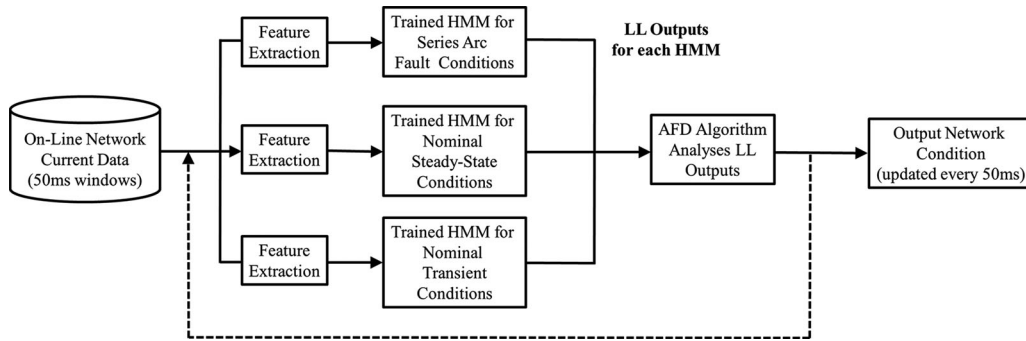 On-Line Network
Current Data
(50ms windows)
Feature
Extraction
Trained HMM for
Series Arc
Fault Conditions
Feature
Extraction
Trained HMM for
Nominal
Steady-State
Conditions
Feature
Extraction
Trained HMM for
Nominal
Transient
Conditions
LL Outputs
for each HMM
AFD Algorithm
Analyses LL
Outputs
Output Network
Condition
(updated every 50ms)